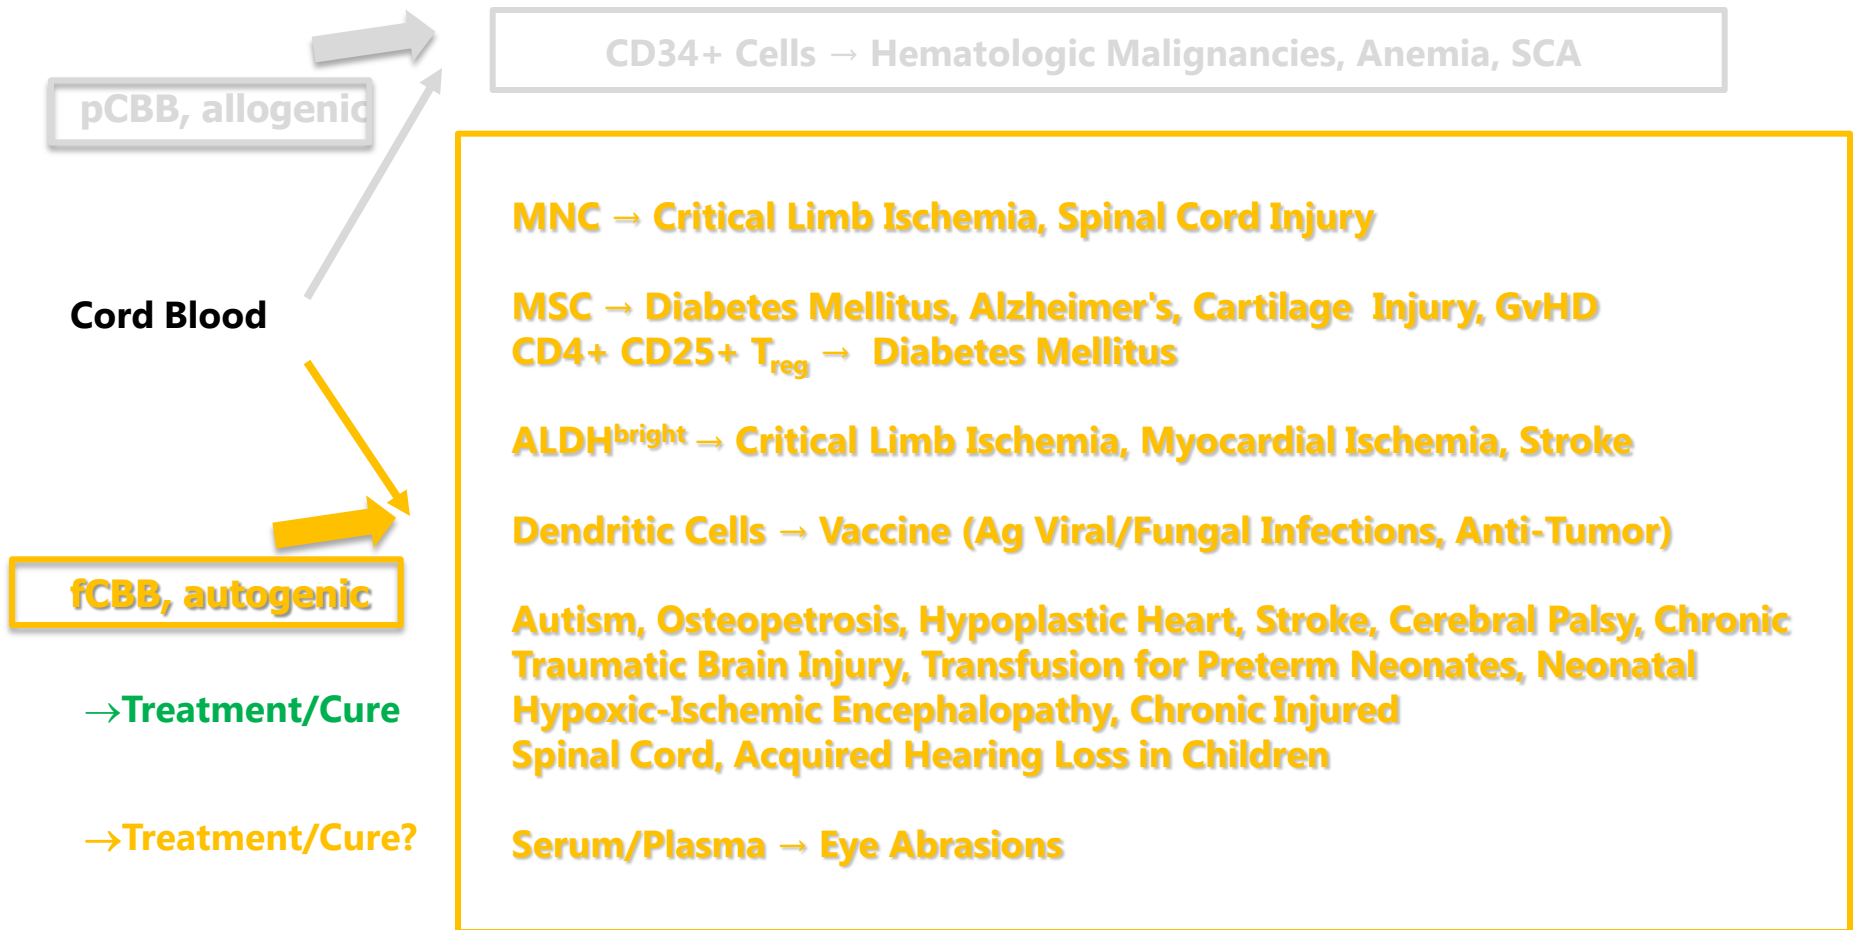 CD34+ Cells → Hematologic Malignancies, Anemia, SCA
pCBB, allogenic
MNC → Critical Limb Ischemia, Spinal Cord Injury
Cord Blood
MSC → Diabetes Mellitus, Alzheimer's, Cartilage Injury, GvHD
CD4+ CD25+ Treg → Diabetes Mellitus
ALDHbright → Critical Limb Ischemia, Myocardial Ischemia, Stroke
Dendritic Cells → Vaccine (Ag Viral/Fungal Infections, Anti-Tumor)
fCBB, autogenic
Autism, Osteopetrosis, Hypoplastic Heart, Stroke, Cerebral Palsy, Chronic
Traumatic Brain Injury, Transfusion for Preterm Neonates, Neonatal
Hypoxic-Ischemic Encephalopathy, Chronic Injured
Spinal Cord, Acquired Hearing Loss in Children
→Treatment/Cure
→Treatment/Cure?
Serum/Plasma → Eye Abrasions